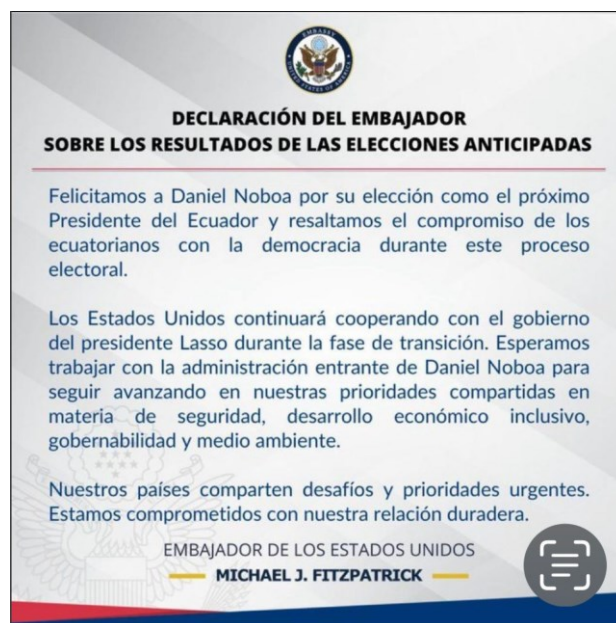 EMBASSY
UNITED STATES OF AMERICA
DECLARACIÓN DEL EMBAJADOR
SOBRE LOS RESULTADOS DE LAS ELECCIONES ANTICIPADAS
Felicitamos a Daniel Noboa por su elección como el próximo
Presidente del Ecuador y resaltamos el compromiso de los
ecuatorianos con la democracia durante este proceso
electoral.
Los Estados Unidos continuará cooperando con el gobierno
del presidente Lasso durante la fase de transición. Esperamos
trabajar con la administración entrante de Daniel Noboa para
seguir avanzando en nuestras prioridades compartidas en
materia de seguridad, desarrollo económico inclusivo,
gobernabilidad y medio ambiente.
Nuestros países comparten desafíos y prioridades urgentes.
Estamos comprometidos con nuestra relación duradera.
EMBAJADOR DE LOS ESTADOS UNIDOS
MICHAEL J. FITZPATRICK